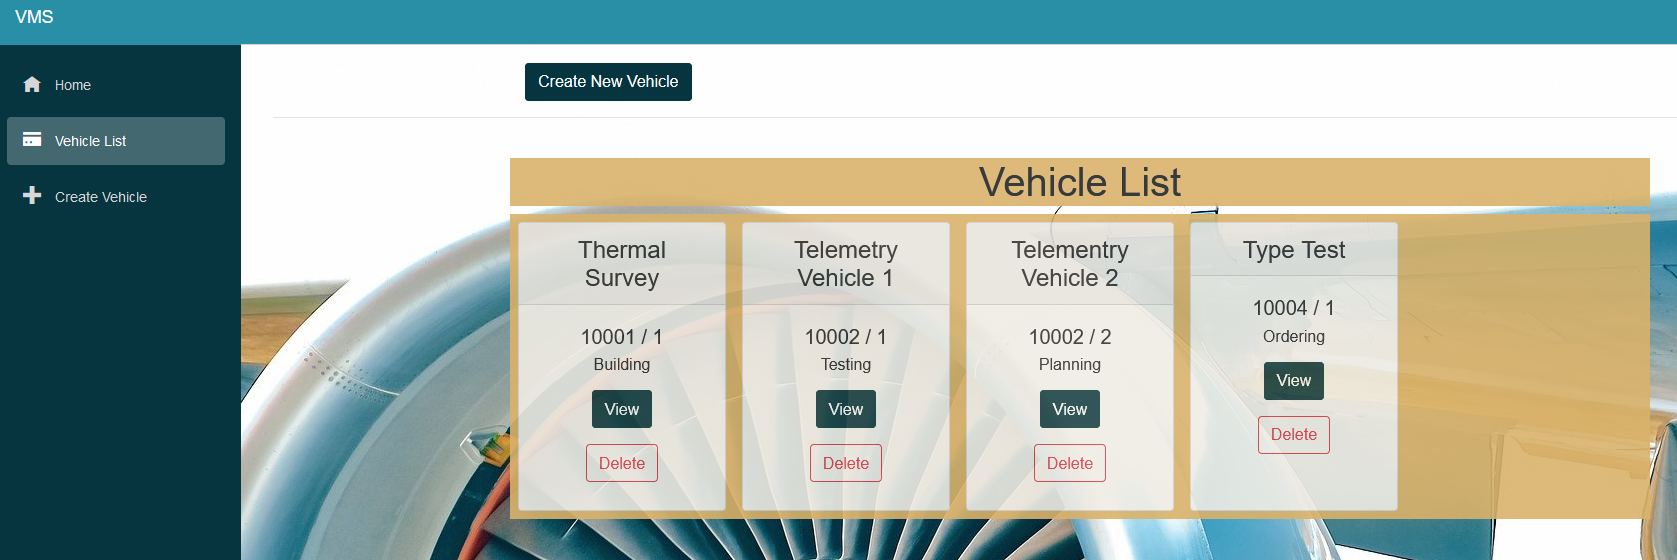 VMS
Home
Vehicle List
Create Vehicle
Create New Vehicle
Vehicle List
Thermal
Survey
10001 / 1
Building
View
Delete
Telemetry
Vehicle 1
10002 / 1
Testing
View
Delete
Telementry
Vehicle 2
10002 / 2
Planning
View
Delete
Type Test
10004 / 1
Ordering
View
Delete